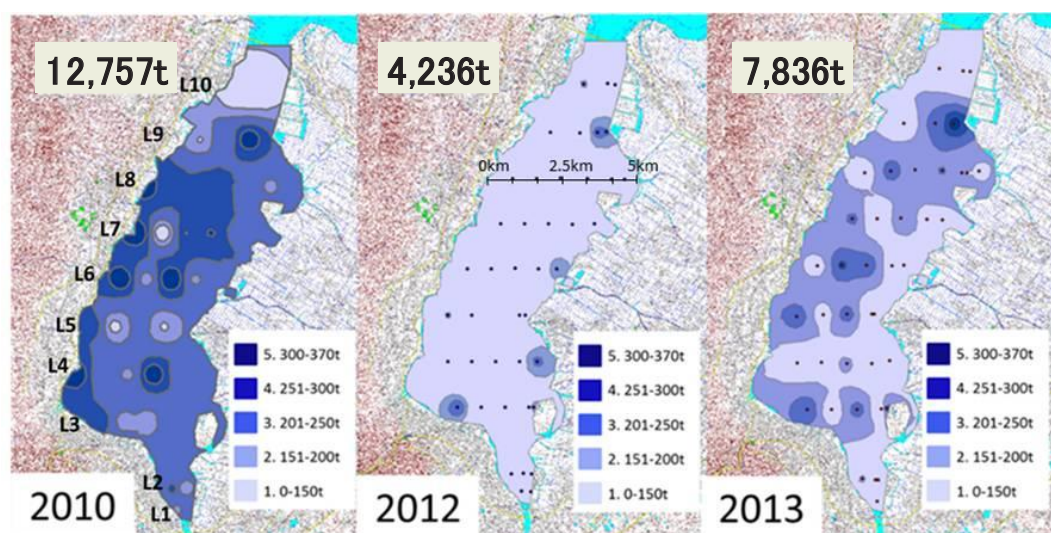 12,757t
L10
L9
L8
L7
L6
L5
L4
L3
L2
L1
5. 300-370t
4. 251-300t
3. 201-250t
2. 151-200t
1. 0-150t
2010
4,236t
0km 2.5km 5km
5. 300-370t
4. 251-300t
3. 201-250t
2. 151-200t
1. 0-150t
2012
7,836t
5. 300-370t
4. 251-300t
3. 201-250t
2. 151-200t
1. 0-150t
2013